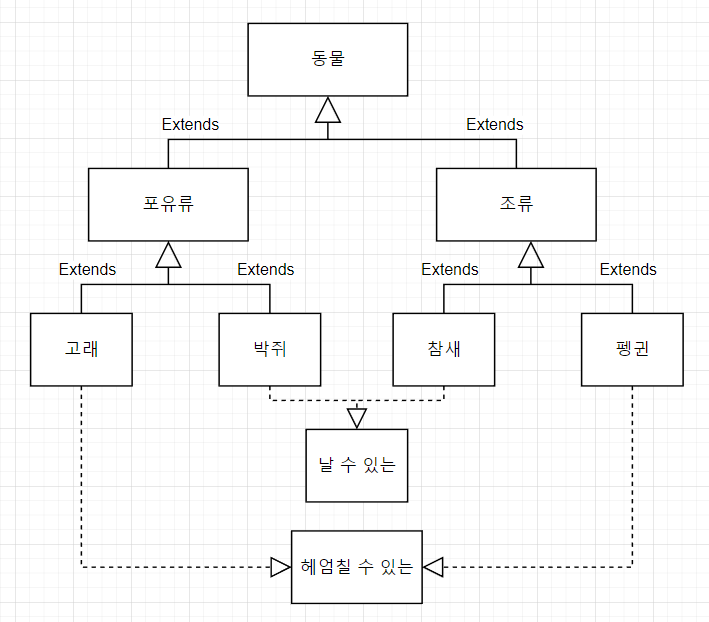 동물
Extends
Extends
포유류
조류
Extends
Extends
Extends
Extends
고래
박쥐
참새
펭귄
날 수 있는
헤엄칠 수 있는